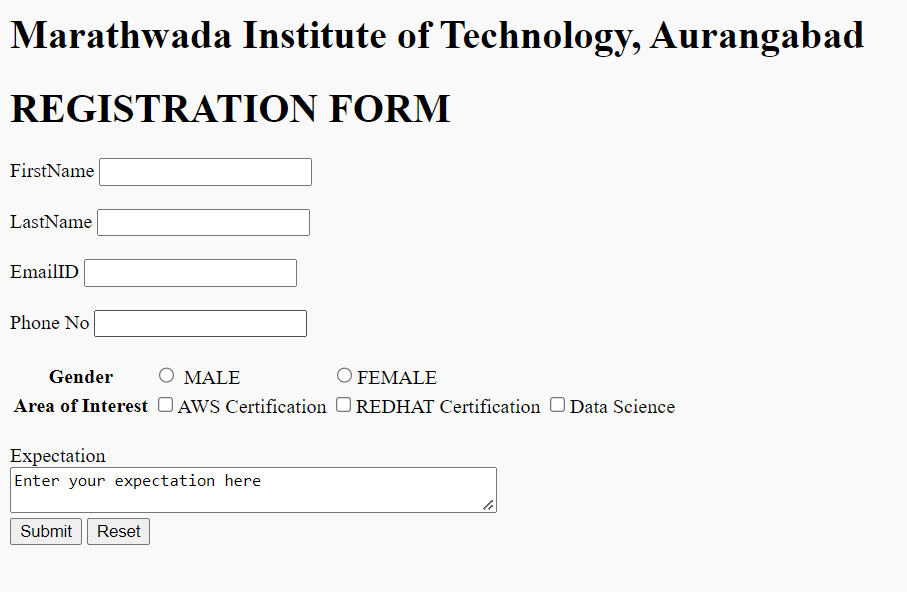 Marathwada Institute of Technology, Aurangabad
REGISTRATION FORM
FirstName
LastName
EmailID
Phone No
Gender MALE FEMALE
Area of Interest AWS Certification REDHAT Certification Data Science
Expectation
Enter your expectation here
Submit Reset